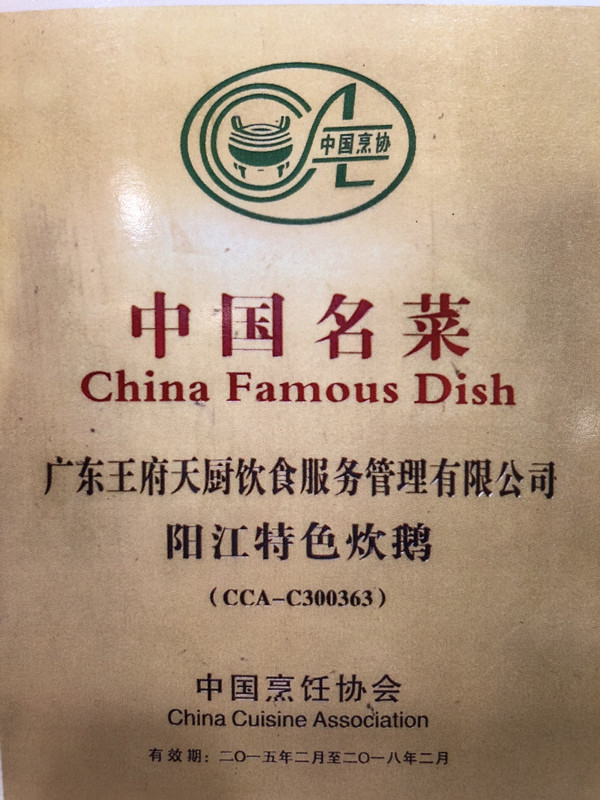 中国烹协
中国名菜
China Famous Dish
广东王府天厨饮食服务管理有限公司
阳江特色炊鹅
（CCA-C300363）
中国烹饪协会
China Cuisine Association
有效期：二〇一五年二月至二〇一八年二月